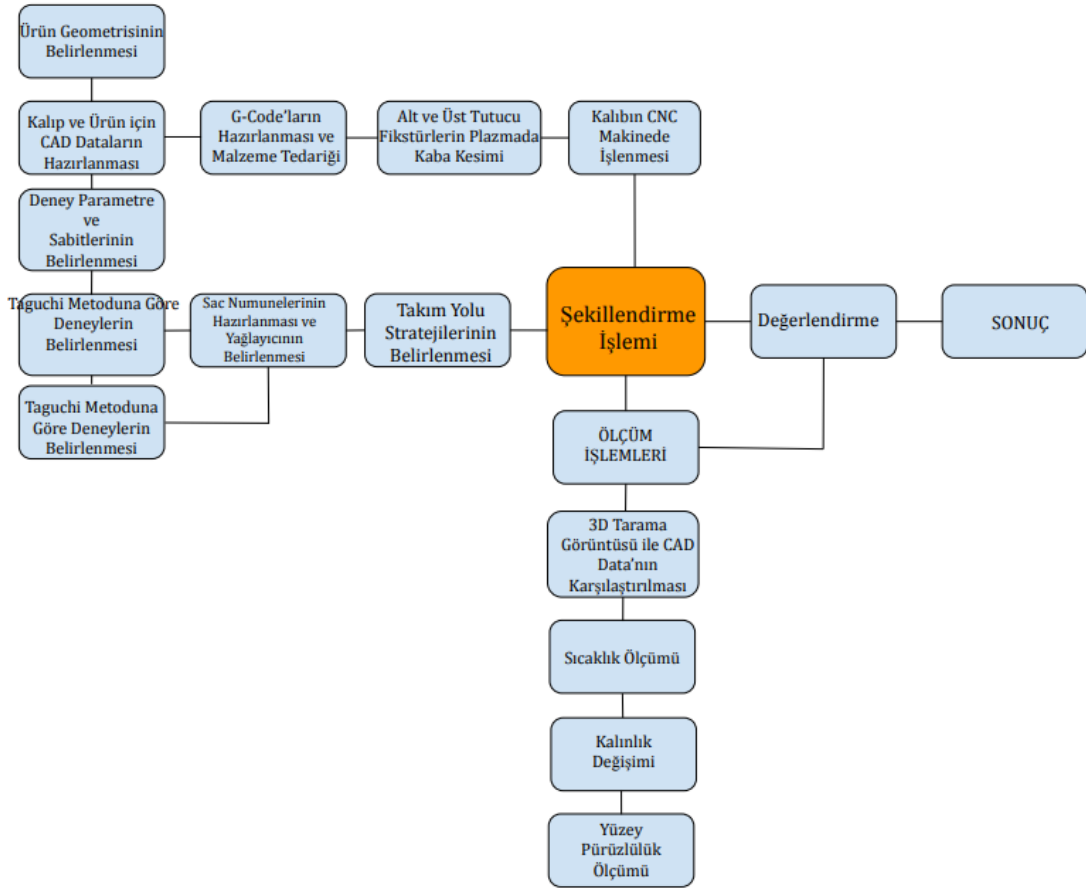 Ürün Geometrisinin
Belirlenmesi
Kalıp ve Ürün için
CAD Dataların
Hazırlanması
G-Code'ların
Hazırlanması ve
Malzeme Tedariği
Alt ve Üst Tutucu
Fikstürlerin Plazmada
Kaba Kesimi
Kalıbın CNC
Makinede
İşlenmesi
Deney Parametre
ve
Sabitlerinin
Belirlenmesi
Taguchi Metoduna Göre
Deneylerin
Belirlenmesi
Sac Numunelerinin
Hazırlanması ve
Yağlayıcının
Belirlenmesi
Takım Yolu
Stratejilerinin
Belirlenmesi
Şekillendirme
İşlemi
Değerlendirme
SONUÇ
Taguchi Metoduna
Göre Deneylerin
Belirlenmesi
ÖLÇÜM
İŞLEMLERİ
3D Tarama
Görüntüsü ile CAD
Data'nın
Karşılaştırılması
Sıcaklık Ölçümü
Kalınlık
Değişimi
Yüzey
Pürüzlülük
Ölçümü